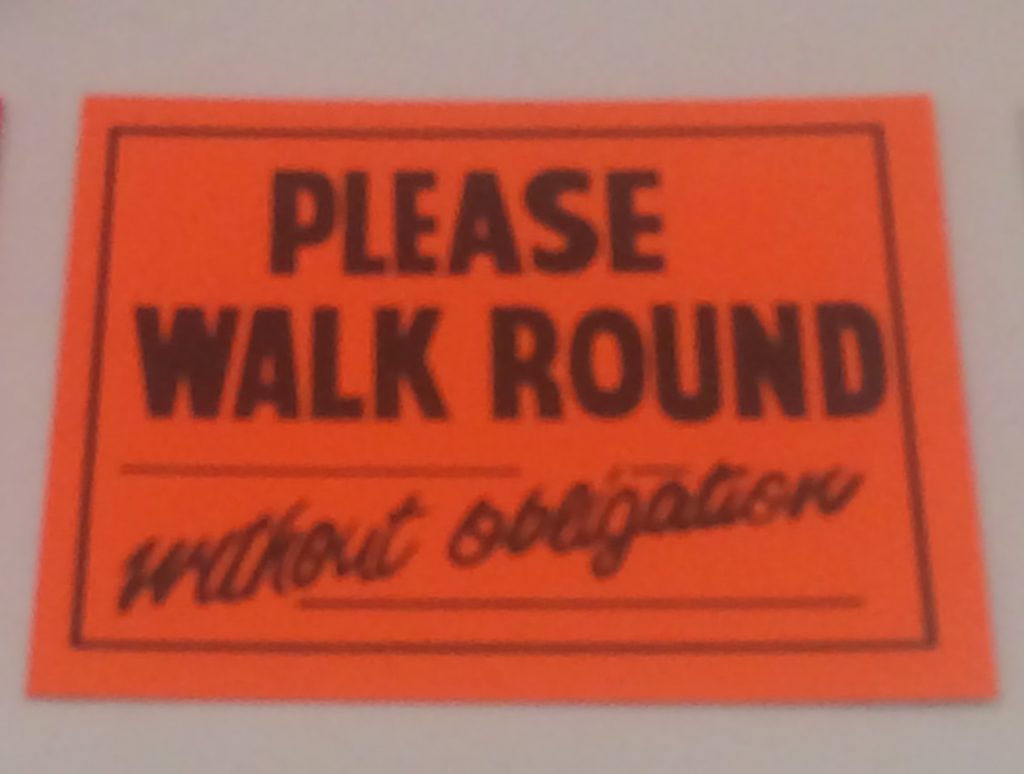 PLEASE
WALK ROUND
without obligation